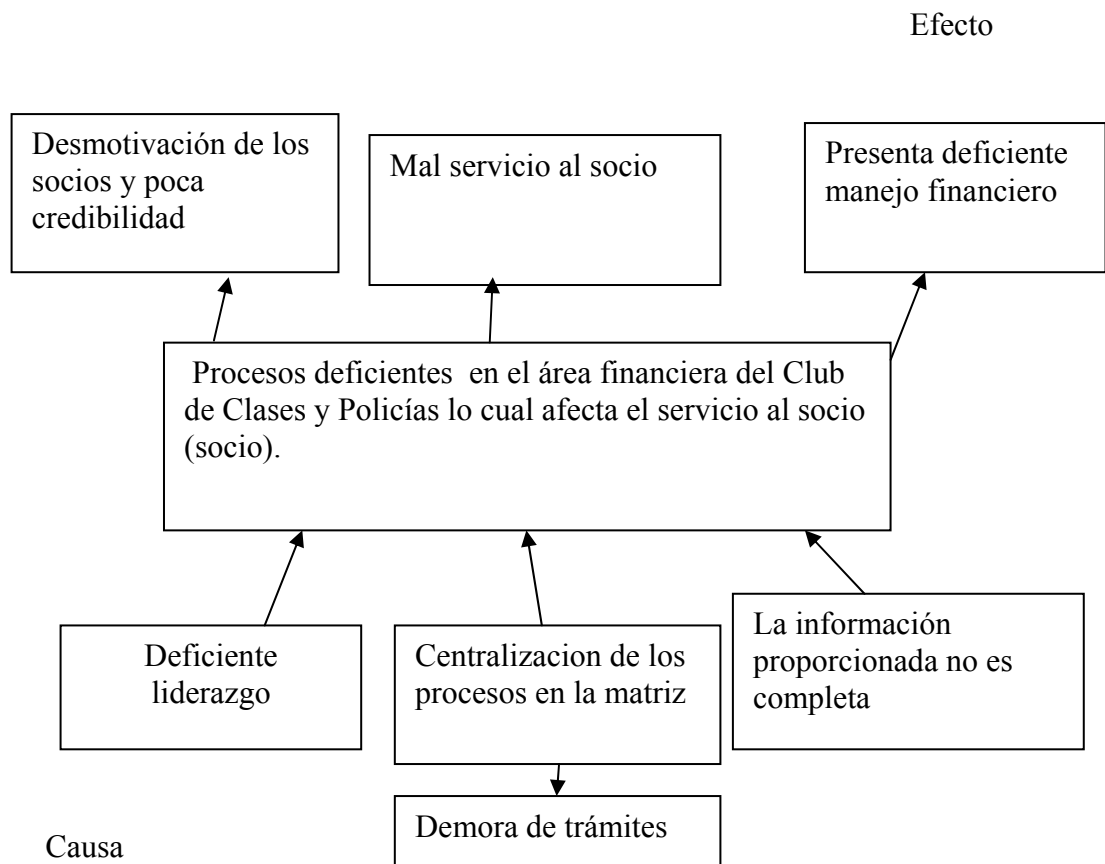 Efecto
Desmotivación de los
socios y poca
credibilidad
Mal servicio al socio
Presenta deficiente
manejo financiero
Procesos deficientes  en el área financiera del Club
de Clases y Policías lo cual afecta el servicio al socio
(socio).
Deficiente
liderazgo
Centralizacion de los
procesos en la matriz
La información
proporcionada no es
completa
Demora de trámites
Causa